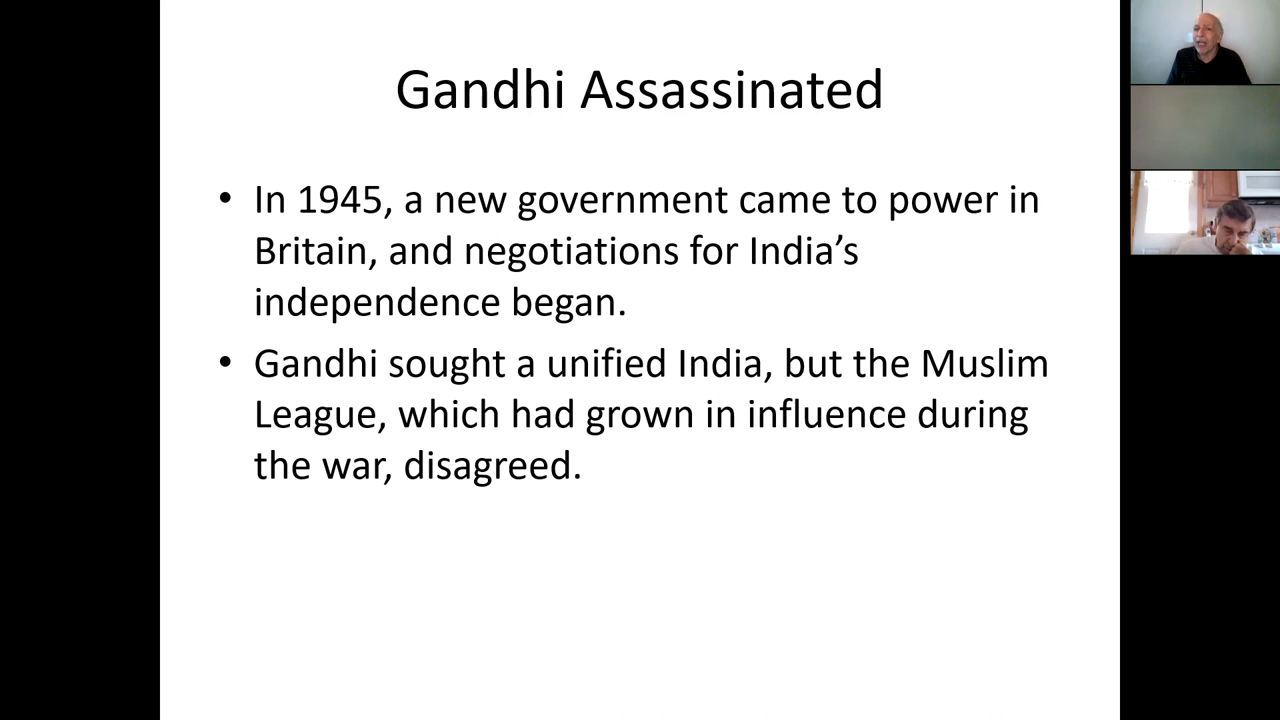 Gandhi Assassinated
• In 1945, a new government came to power in
Britain, and negotiations for India’s
independence began.
• Gandhi sought a unified India, but the Muslim
League, which had grown in influence during
the war, disagreed.